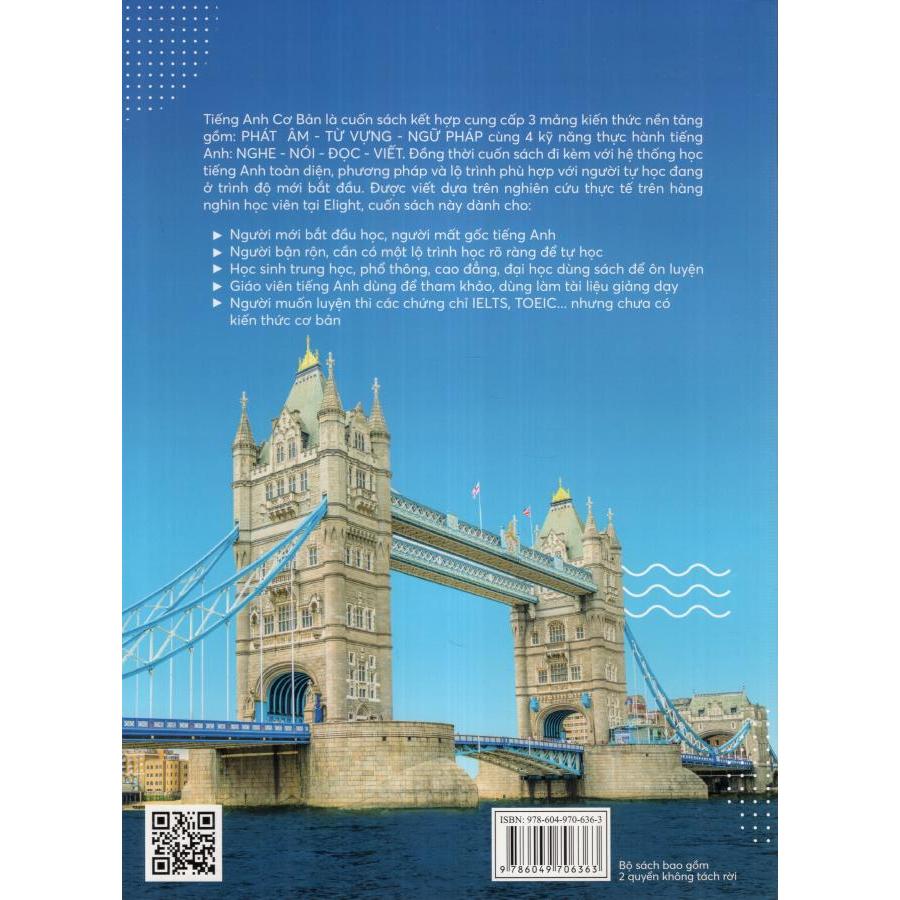 Tiếng Anh Cơ Bản là cuốn sách kết hợp cung cấp 3 mảng kiến thức nền tảng
gồm: PHÁT ÂM - TỪ VỰNG - NGỮ PHÁP cùng 4 kỹ năng thực hành tiếng
Anh: NGHE - NÓI - ĐỌC - VIẾT. Đồng thời cuốn sách đi kèm với hệ thống học
tiếng Anh toàn diện, phương pháp và lộ trình phù hợp với người tự học đang
ở trình độ mới bắt đầu. Được viết dựa trên nghiên cứu thực tế trên hàng
nghìn học viên tại Elight, cuốn sách này dành cho:
► Người mới bắt đầu học, người mất gốc tiếng Anh
► Người bận rộn, cần có một lộ trình học rõ ràng để tự học
► Học sinh trung học, phổ thông, cao đẳng, đại học dùng sách để ôn luyện
► Giáo viên tiếng Anh dùng để tham khảo, dùng làm tài liệu giảng dạy
► Người muốn luyện thi các chứng chỉ IELTS, TOEIC... nhưng chưa có
kiến thức cơ bản
ISBN: 978-604-970-636-3
9 786049 706363
Bộ sách bao gồm
2 quyển không tách rời